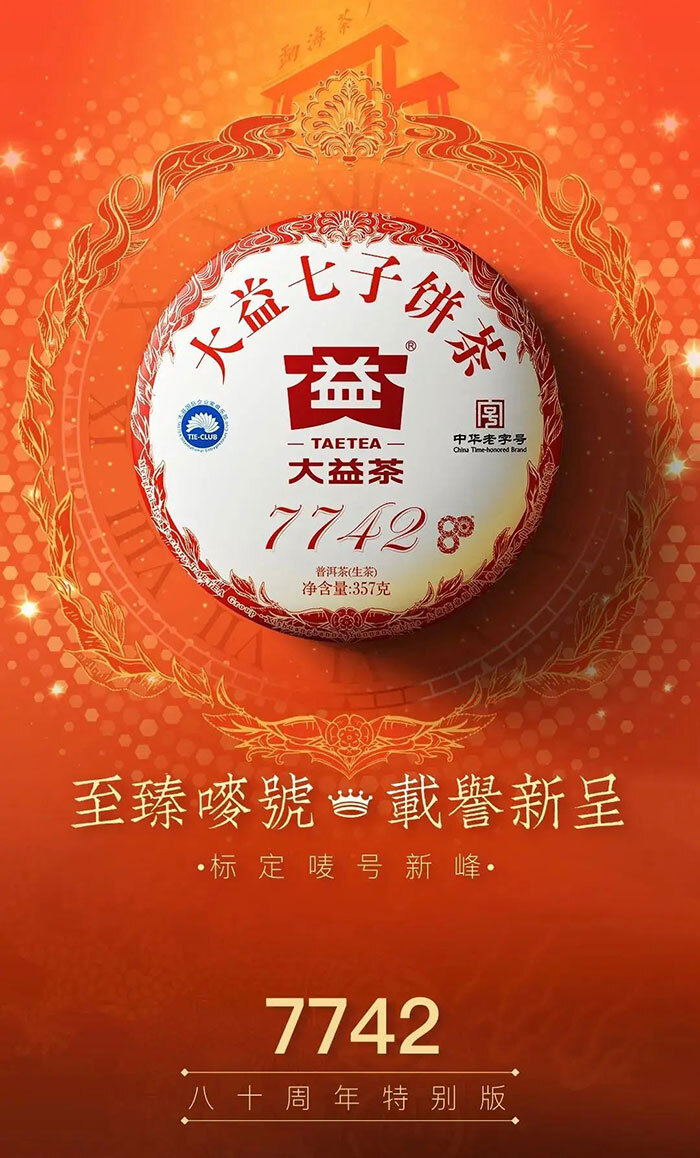 勐海茶厂
大益七子饼茶
益
®
TAETEA
大益茶
TIE-CLUB
中华老字号
China Time-honored Brand
7742
普洱茶(生茶)
净含量:357克
至臻嘜號 載譽新呈
•标定唛号新峰•
7742
八十周年特别版